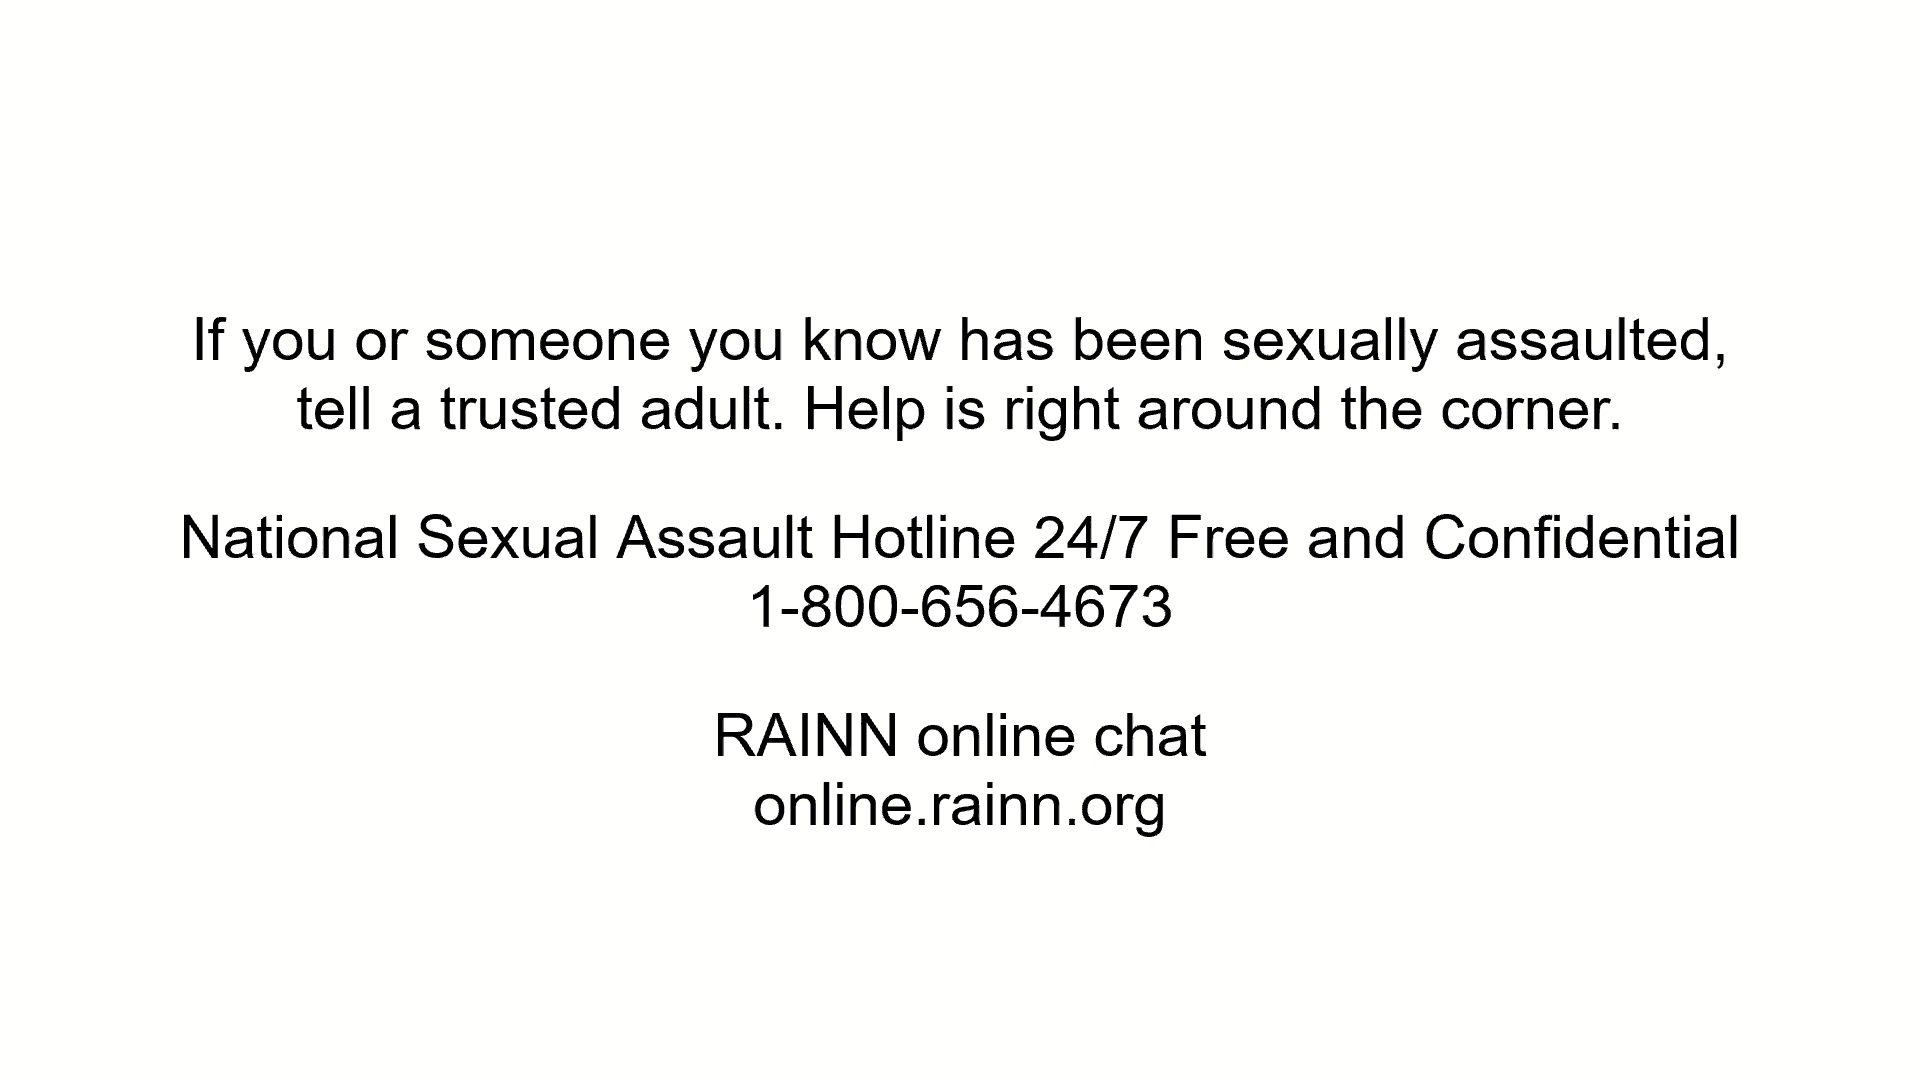 If you or someone you know has been sexually assaulted,
tell a trusted adult. Help is right around the corner.
National Sexual Assault Hotline 24/7 Free and Confidential
1-800-656-4673
RAINN online chat
online.rainn.org